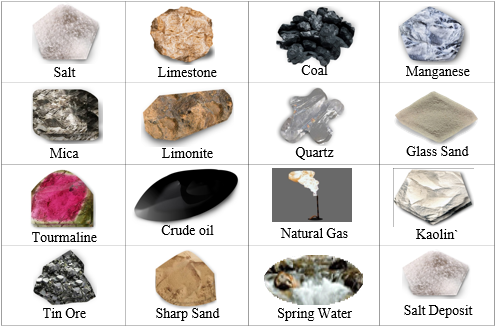 Salt
Limestone
Coal
Manganese
Mica
Limonite
Quartz
Glass Sand
Tourmaline
Crude oil
Natural Gas
Kaolin`
Tin Ore
Sharp Sand
Spring Water
Salt Deposit